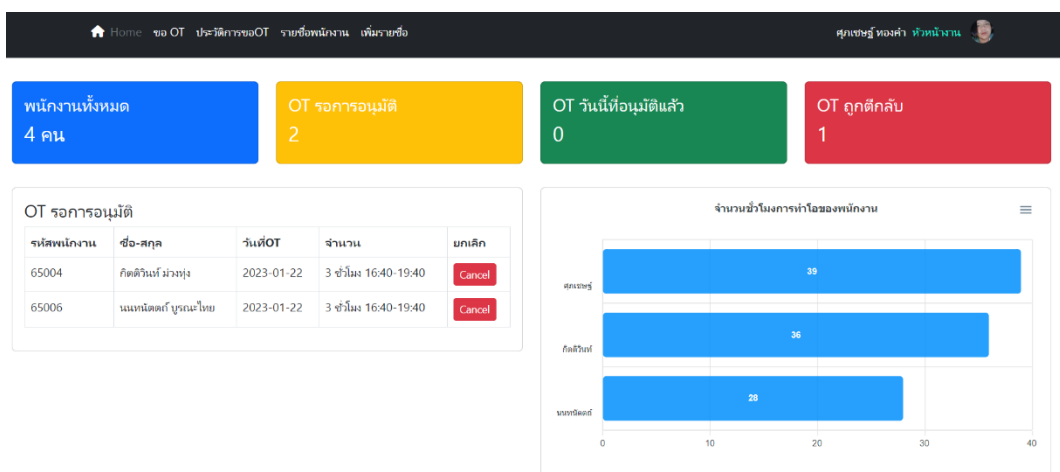 Home ขอ OT ประวัติการขอOT รายชื่อพนักงาน เพิ่มรายชื่อ
ศุภเชษฐ์ ทองคำ หัวหน้างาน
พนักงานทั้งหมด
4 คน
OT รอการอนุมัติ
2
OT วันนี้ที่อนุมัติแล้ว
0
OT ถูกตีกลับ
1
OT รอการอนุมัติ
รหัสพนักงาน ชื่อ-สกุล วันที่OT จำนวน ยกเลิก
65004 กิตติวินท์ ม่วงทุ่ง 2023-01-22 3 ชั่วโมง 16:40-19:40 Cancel
65006 นนทนัตตถ์ บูรณะไทย 2023-01-22 3 ชั่วโมง 16:40-19:40 Cancel
จำนวนชั่วโมงการทำโอของพนักงาน
ศุภเชษฐ์ 39
กิตติวินท์ 36
นนทนัตตถ์ 28
0 10 20 30 40